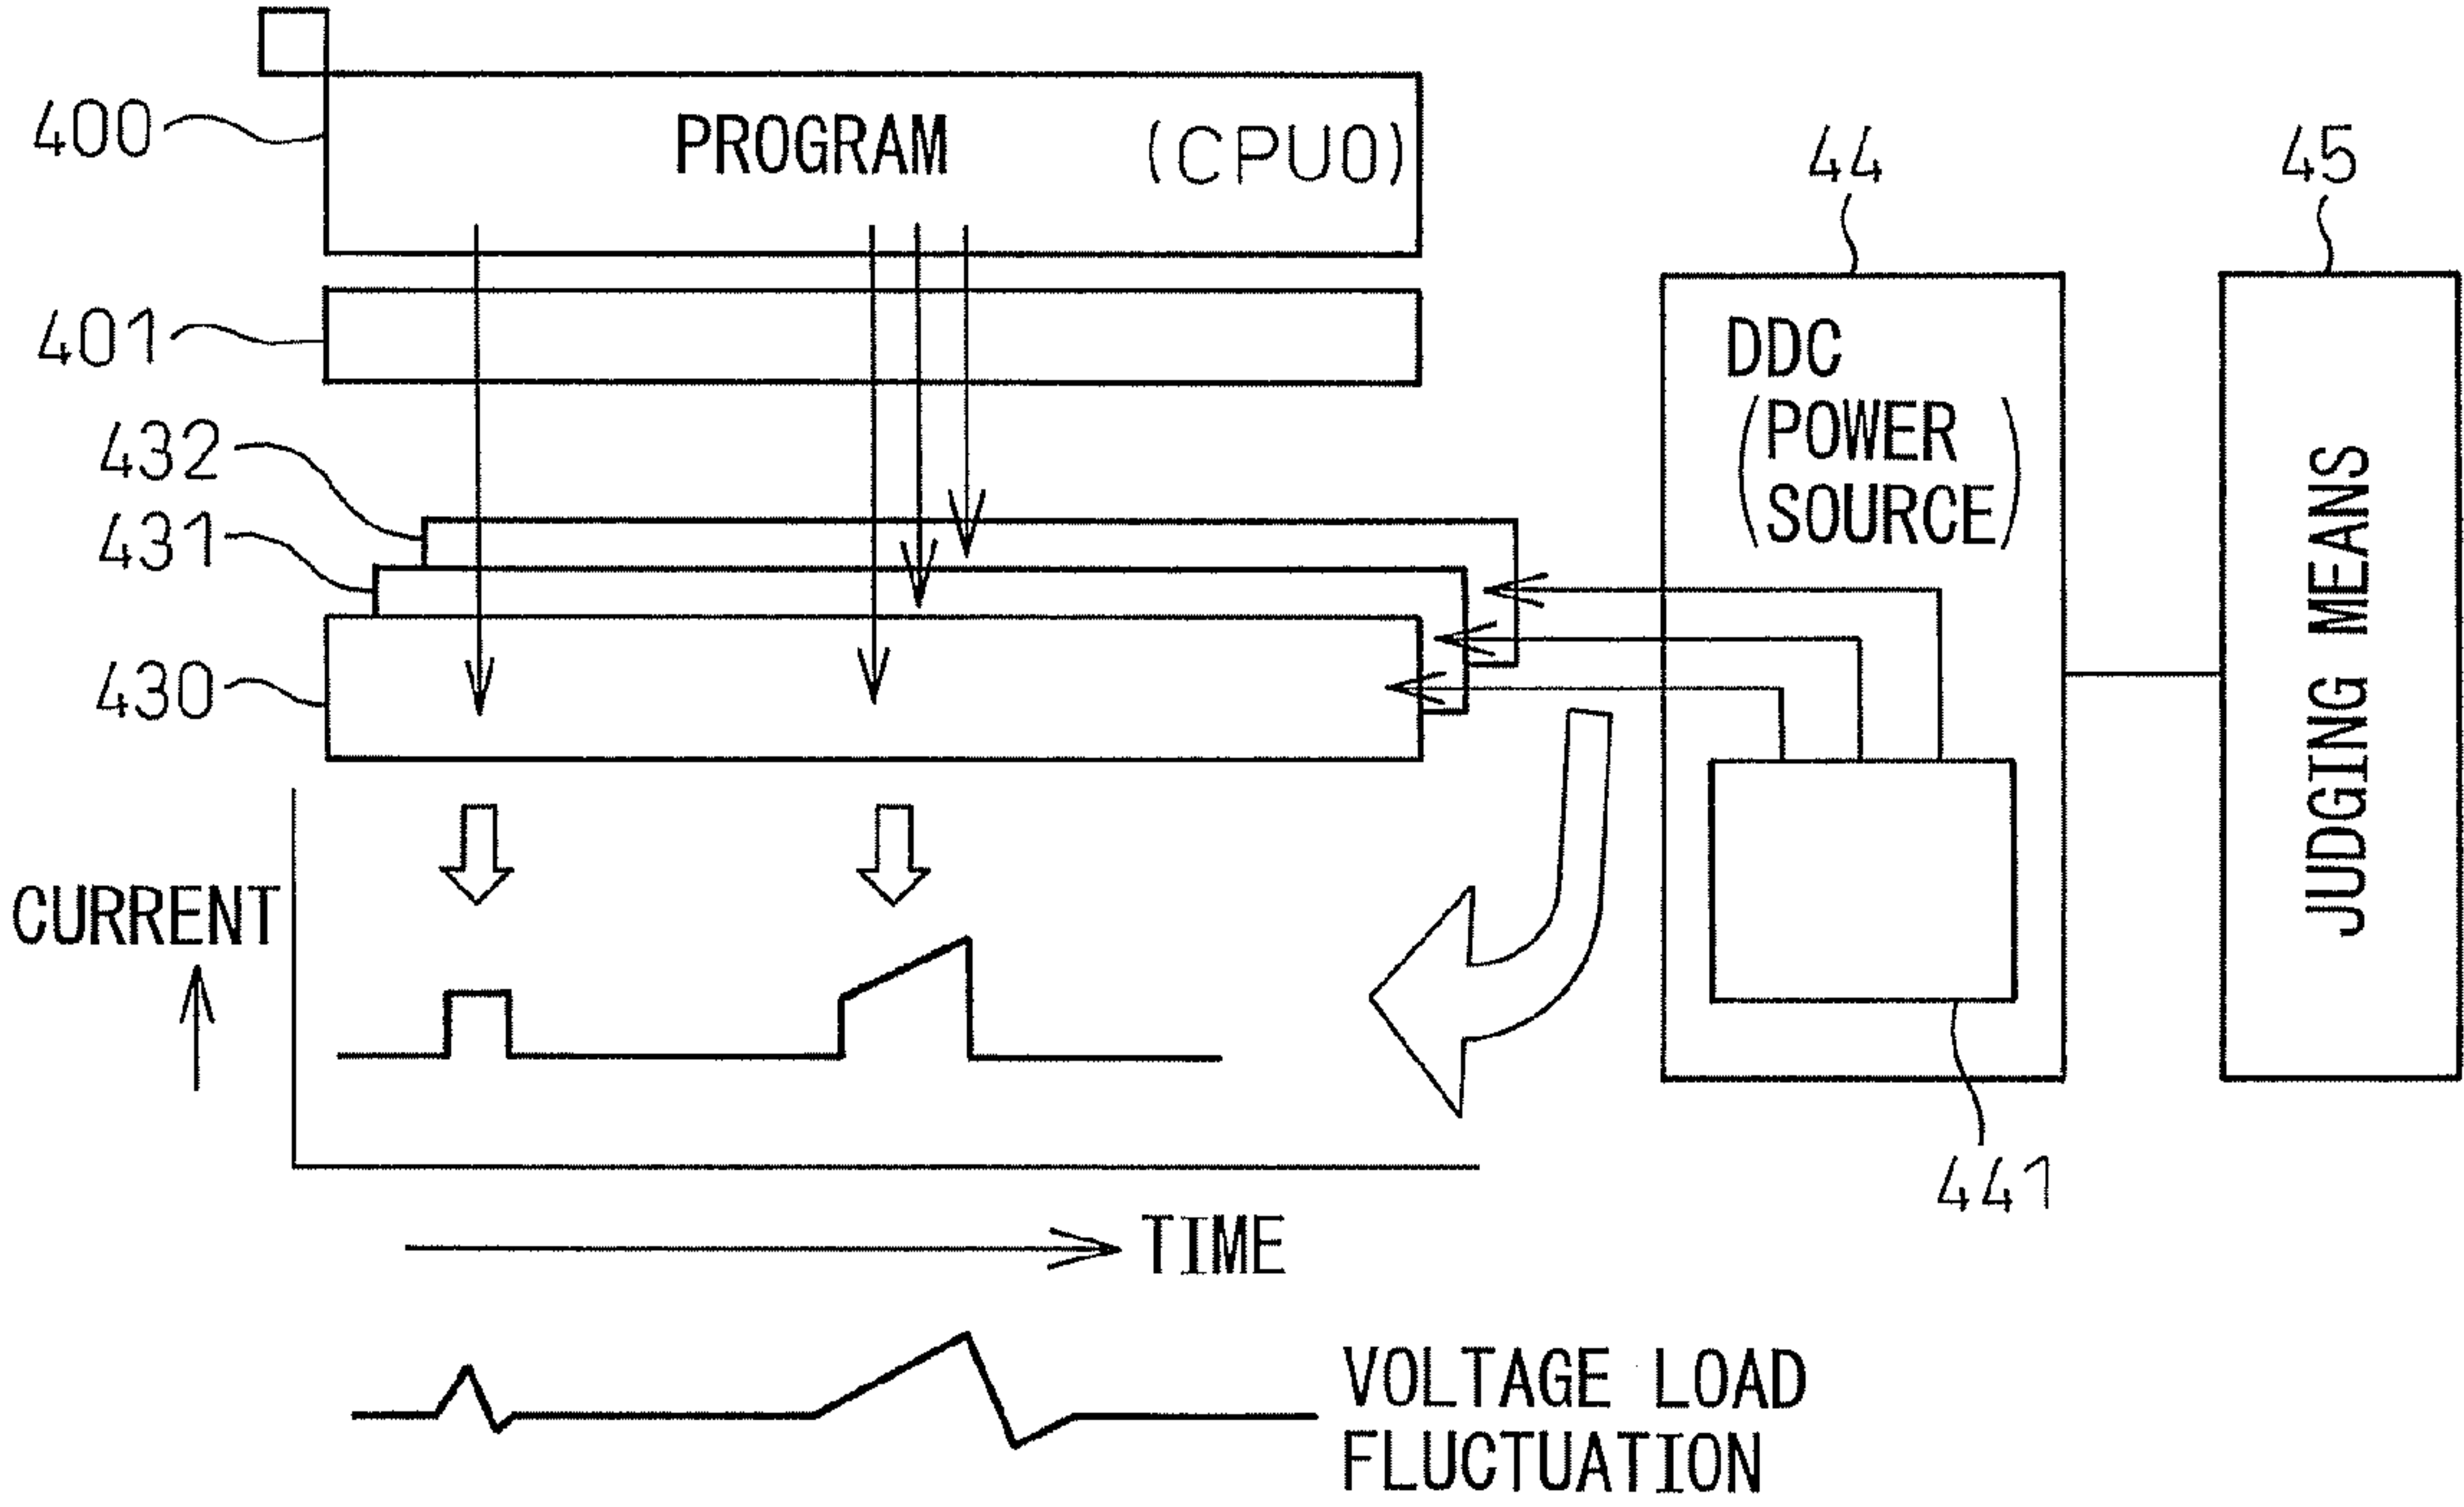 400
PROGRAM (CPU0)
401
432
431
430
44
45
DDC
(POWER
SOURCE)
JUDGING MEANS
441
CURRENT
TIME
VOLTAGE LOAD
FLUCTUATION